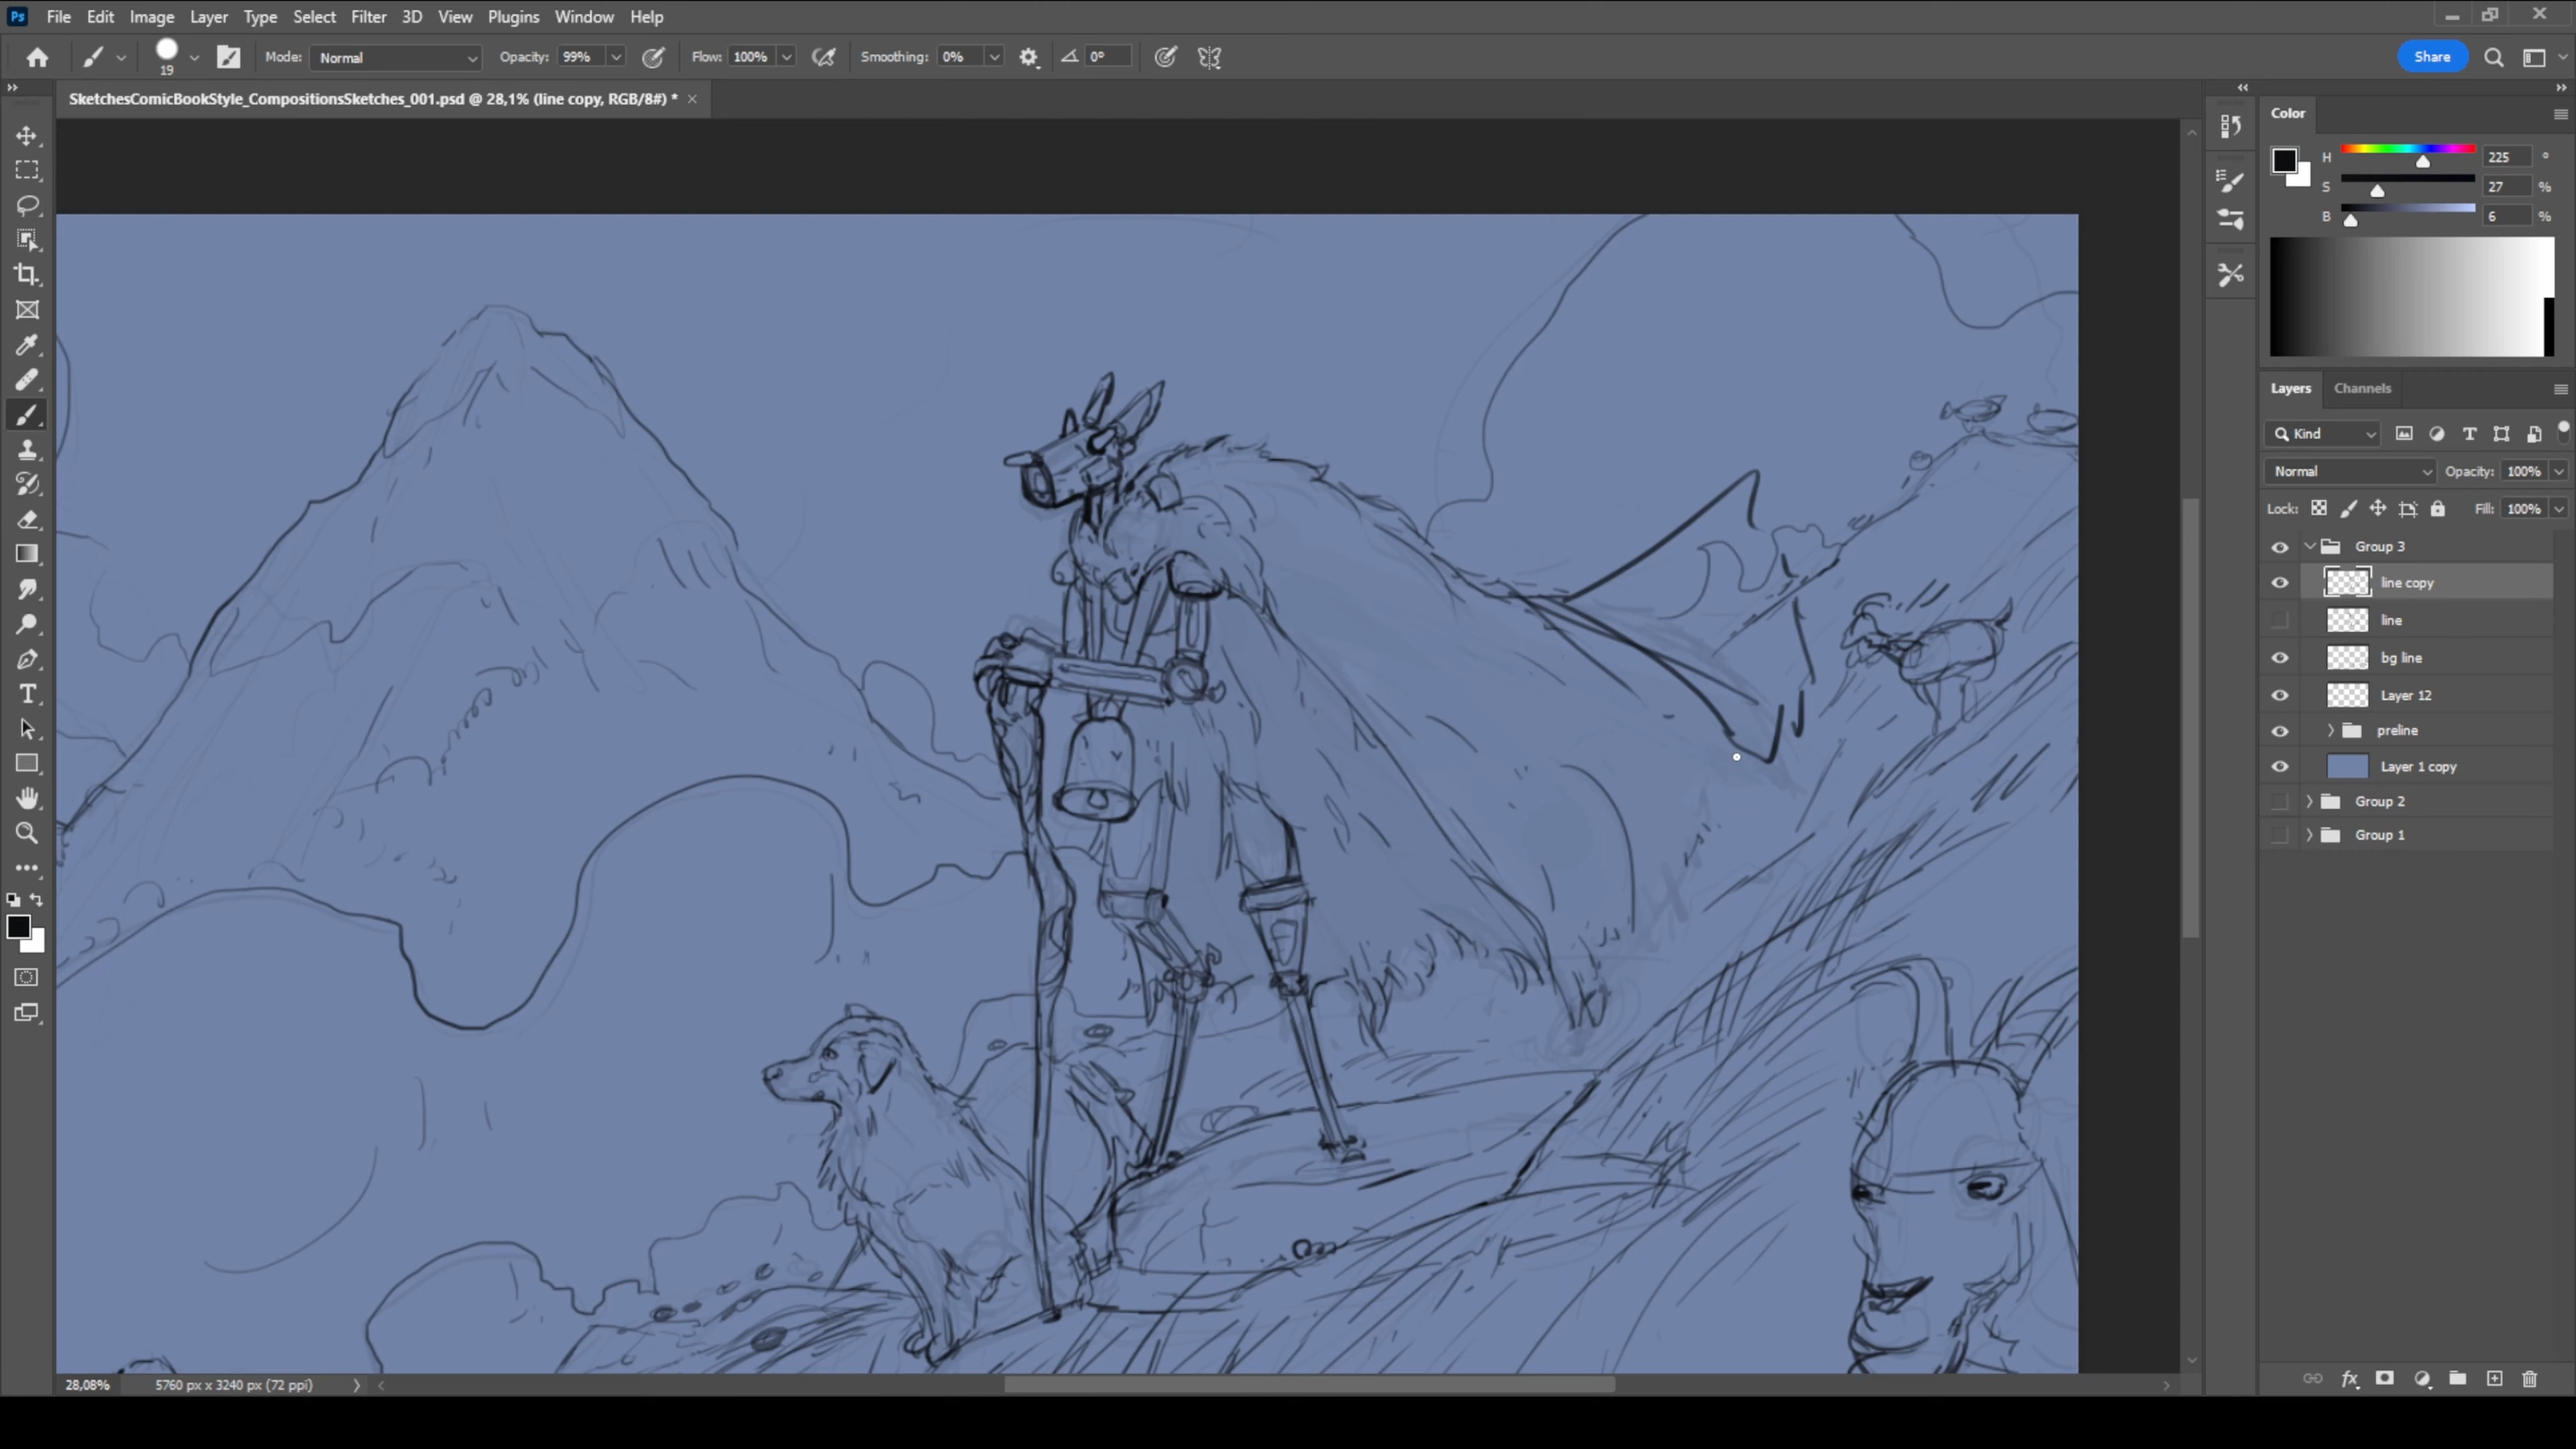 Ps File Edit Image Layer Type Select Filter 3D View Plugins Window Help
19 Mode: Normal Opacity: 99% Flow: 100% Smoothing: 0% 0° Share
SketchesComicBookStyle_CompositionsSketches_001.psd @ 28,1% (line copy, RGB/8#) * ×
Color
H 225 °
S 27 %
B 6 %
Layers Channels
Kind
Normal Opacity: 100%
Lock: Fill: 100%
Group 3
line copy
line
bg line
Layer 12
preline
Layer 1 copy
Group 2
Group 1
28,08% 5760 px x 3240 px (72 ppi)